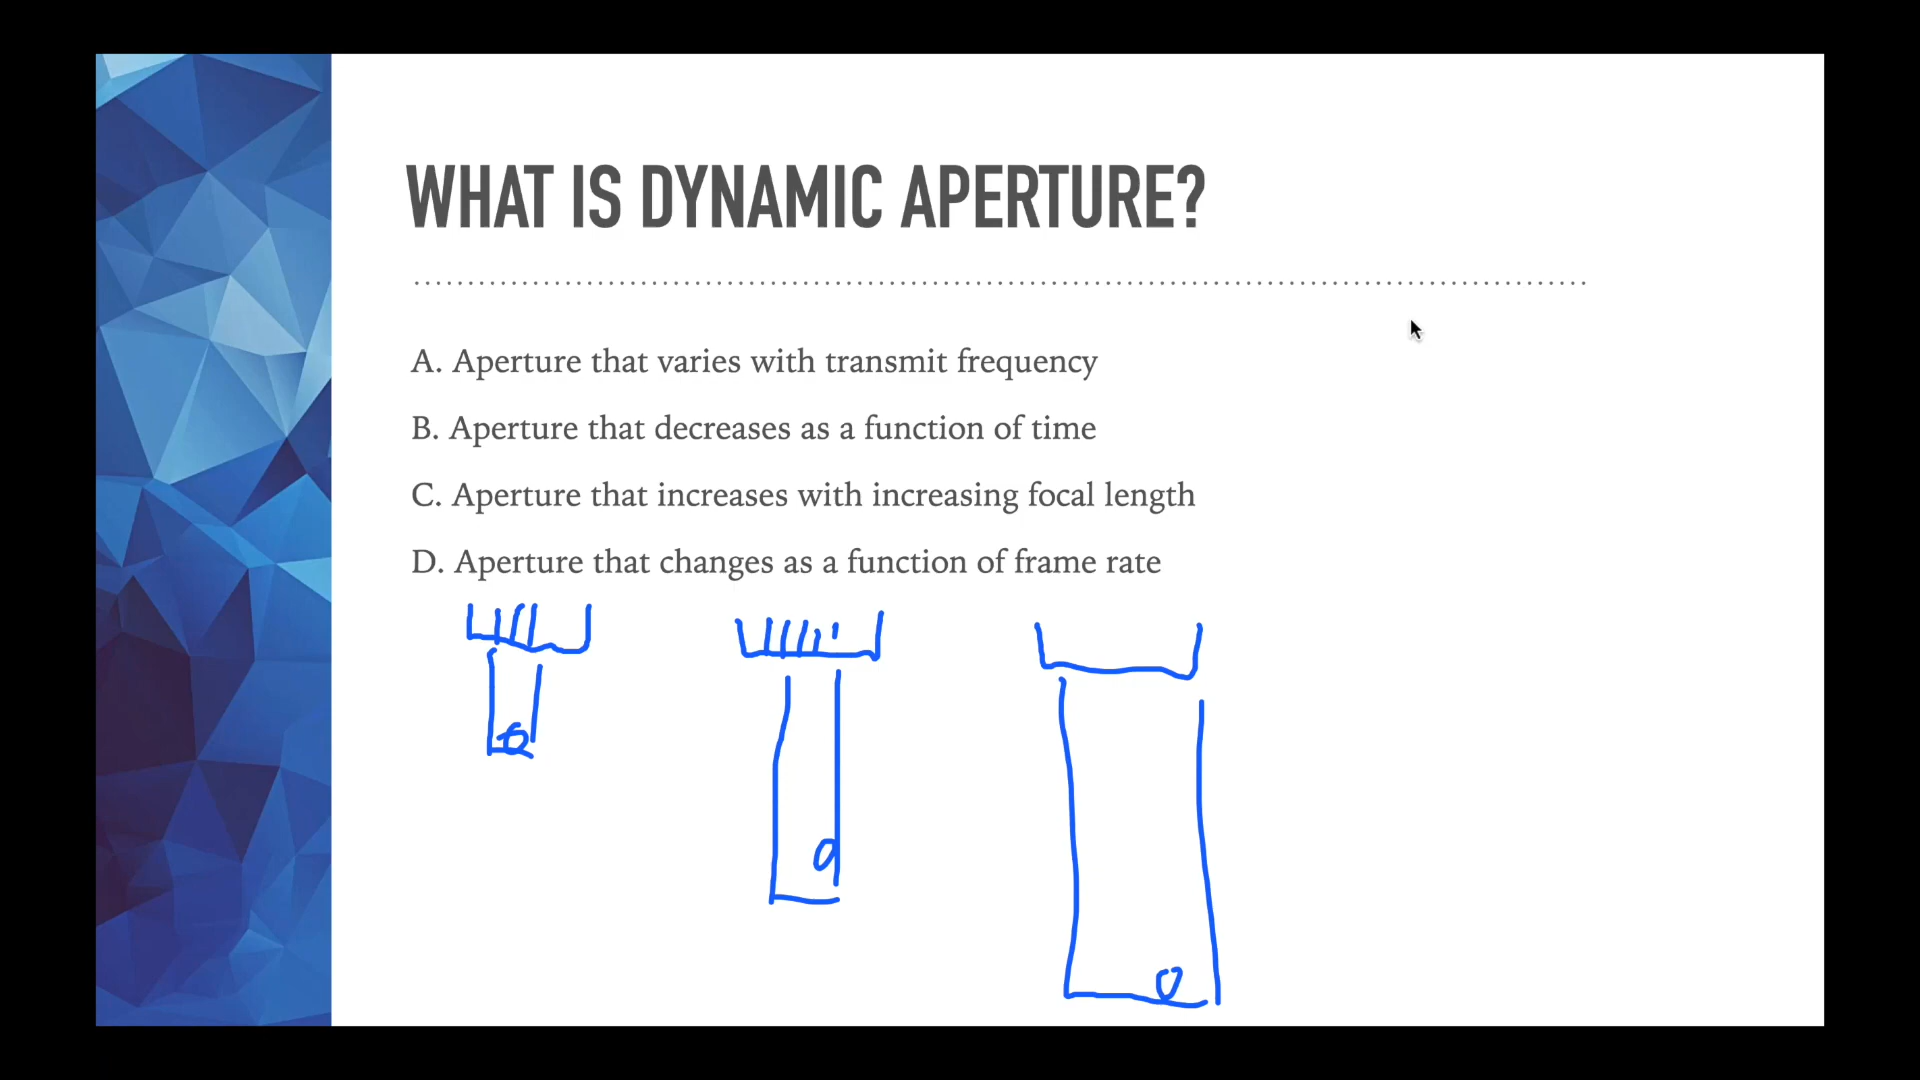 WHAT IS DYNAMIC APERTURE?
A. Aperture that varies with transmit frequency
B. Aperture that decreases as a function of time
C. Aperture that increases with increasing focal length
D. Aperture that changes as a function of frame rate